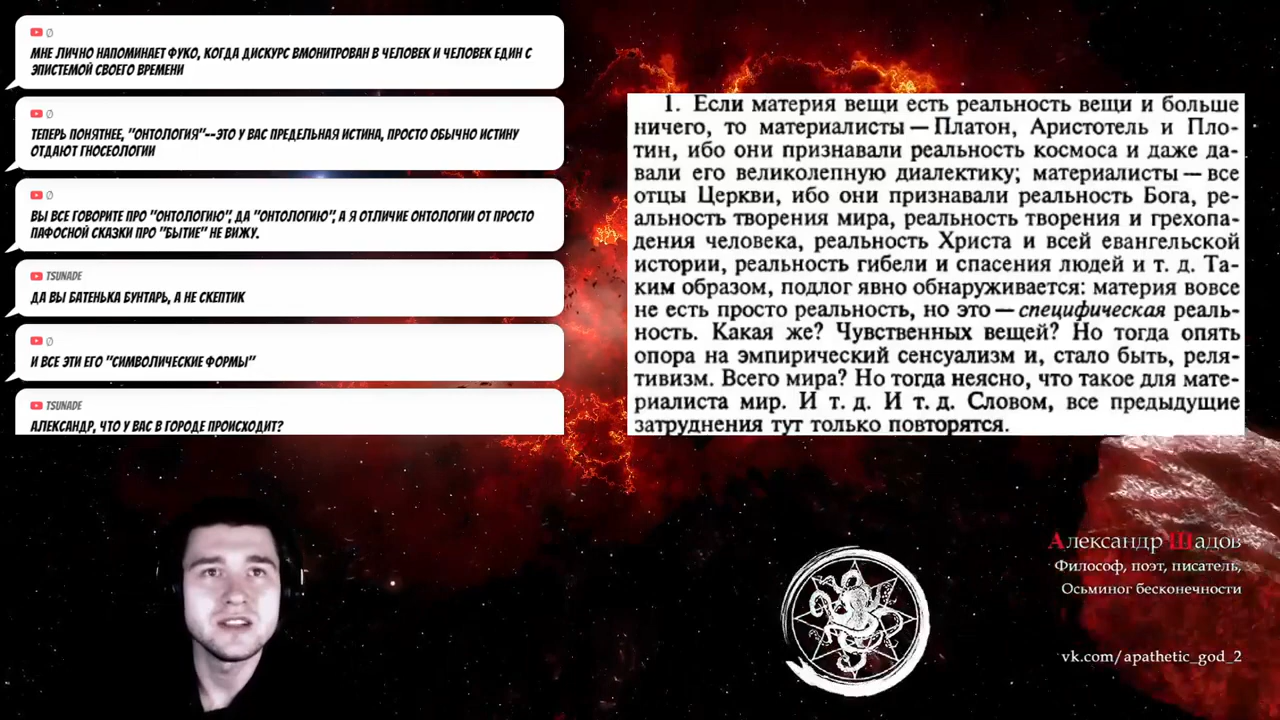 Ø
МНЕ ЛИЧНО НАПОМИНАЕТ ФУКО, КОГДА ДИСКУРС ВМОНТИРОВАН В ЧЕЛОВЕК И ЧЕЛОВЕК ЕДИН С
ЭПИСТЕМОЙ СВОЕГО ВРЕМЕНИ
Ø
ТЕПЕРЬ ПОНЯТНЕЕ, "ОНТОЛОГИЯ"--ЭТО У ВАС ПРЕДЕЛЬНАЯ ИСТИНА, ПРОСТО ОБЫЧНО ИСТИНУ
ОТДАЮТ ГНОСЕОЛОГИИ
Ø
ВЫ ВСЕ ГОВОРИТЕ ПРО "ОНТОЛОГИЮ", ДА "ОНТОЛОГИЮ", А Я ОТЛИЧИЕ ОНТОЛОГИИ ОТ ПРОСТО
ПАФОСНОЙ СКАЗКИ ПРО "БЫТИЕ" НЕ ВИЖУ.
TSUNADE
ДА ВЫ БАТЕНЬКА БУНТАРЬ, А НЕ СКЕПТИК
Ø
И ВСЕ ЭТИ ЕГО "СИМВОЛИЧЕСКИЕ ФОРМЫ"
TSUNADE
АЛЕКСАНДР, ЧТО У ВАС В ГОРОДЕ ПРОИСХОДИТ?
1. Если материя вещи есть реальность вещи и больше
ничего, то материалисты — Платон, Аристотель и Пло-
тин, ибо они признавали реальность космоса и даже да-
вали его великолепную диалектику; материалисты — все
отцы Церкви, ибо они признавали реальность Бога, ре-
альность творения мира, реальность творения и грехопа-
дения человека, реальность Христа и всей евангельской
истории, реальность гибели и спасения людей и т. д. Та-
ким образом, подлог явно обнаруживается: материя вовсе
не есть просто реальность, но это — специфическая реаль-
ность. Какая же? Чувственных вещей? Но тогда опять
опора на эмпирический сенсуализм и, стало быть, реля-
тивизм. Всего мира? Но тогда неясно, что такое для мате-
риалиста мир. И т. д. И т. д. Словом, все предыдущие
затруднения тут только повторятся.
Александр Шадов
Философ, поэт, писатель,
Осьминог бесконечности
vk.com/apathetic_god_2